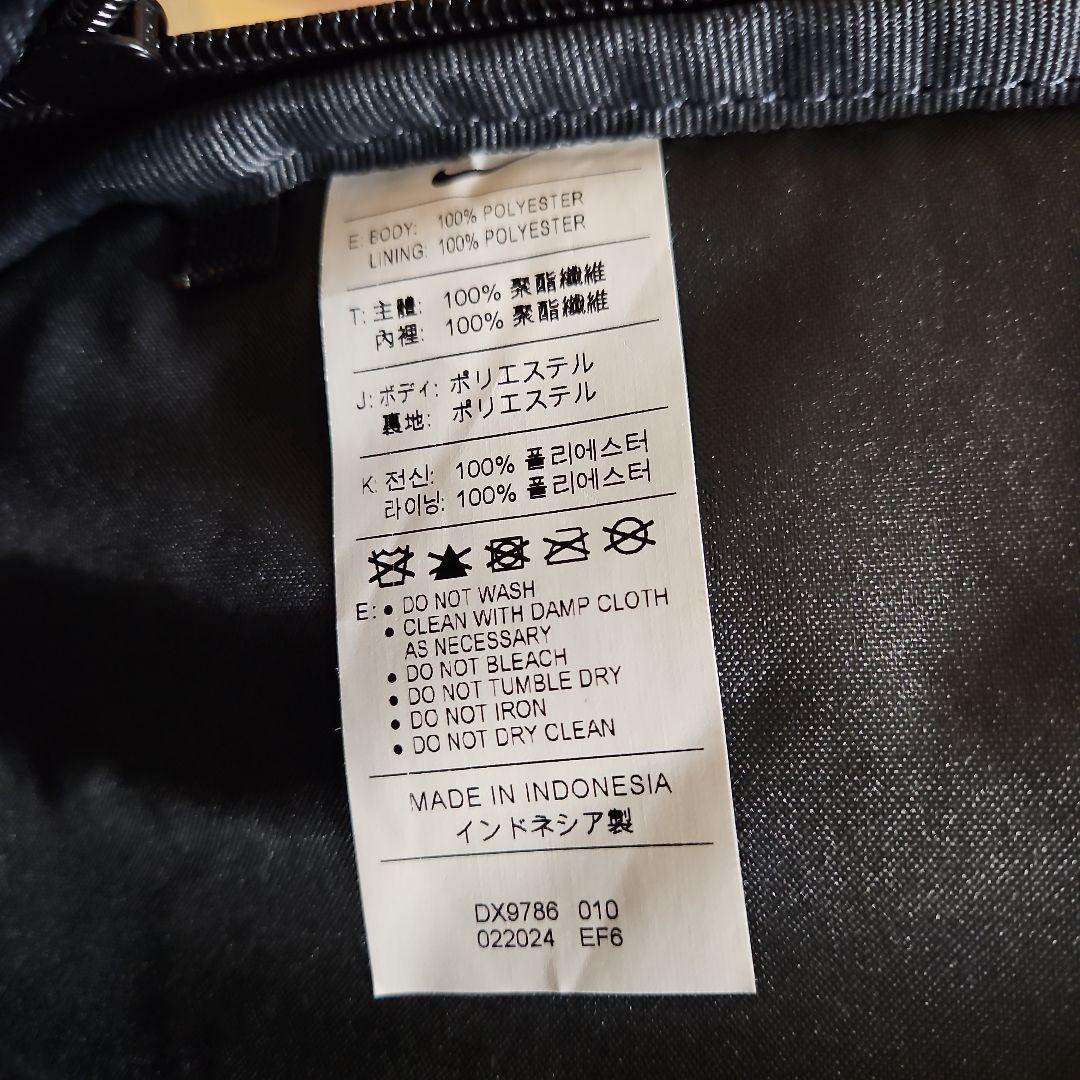 E: BODY: 100% POLYESTER
LINING: 100% POLYESTER
T: 主體: 100% 聚酯纖維
內裡: 100% 聚酯纖維
J: ボディ: ポリエステル
裏地: ポリエステル
K: 전신: 100% 폴리에스터
라이닝: 100% 폴리에스터
E: • DO NOT WASH
• CLEAN WITH DAMP CLOTH
AS NECESSARY
• DO NOT BLEACH
• DO NOT TUMBLE DRY
• DO NOT IRON
• DO NOT DRY CLEAN
MADE IN INDONESIA
インドネシア製
DX9786 010
022024 EF6